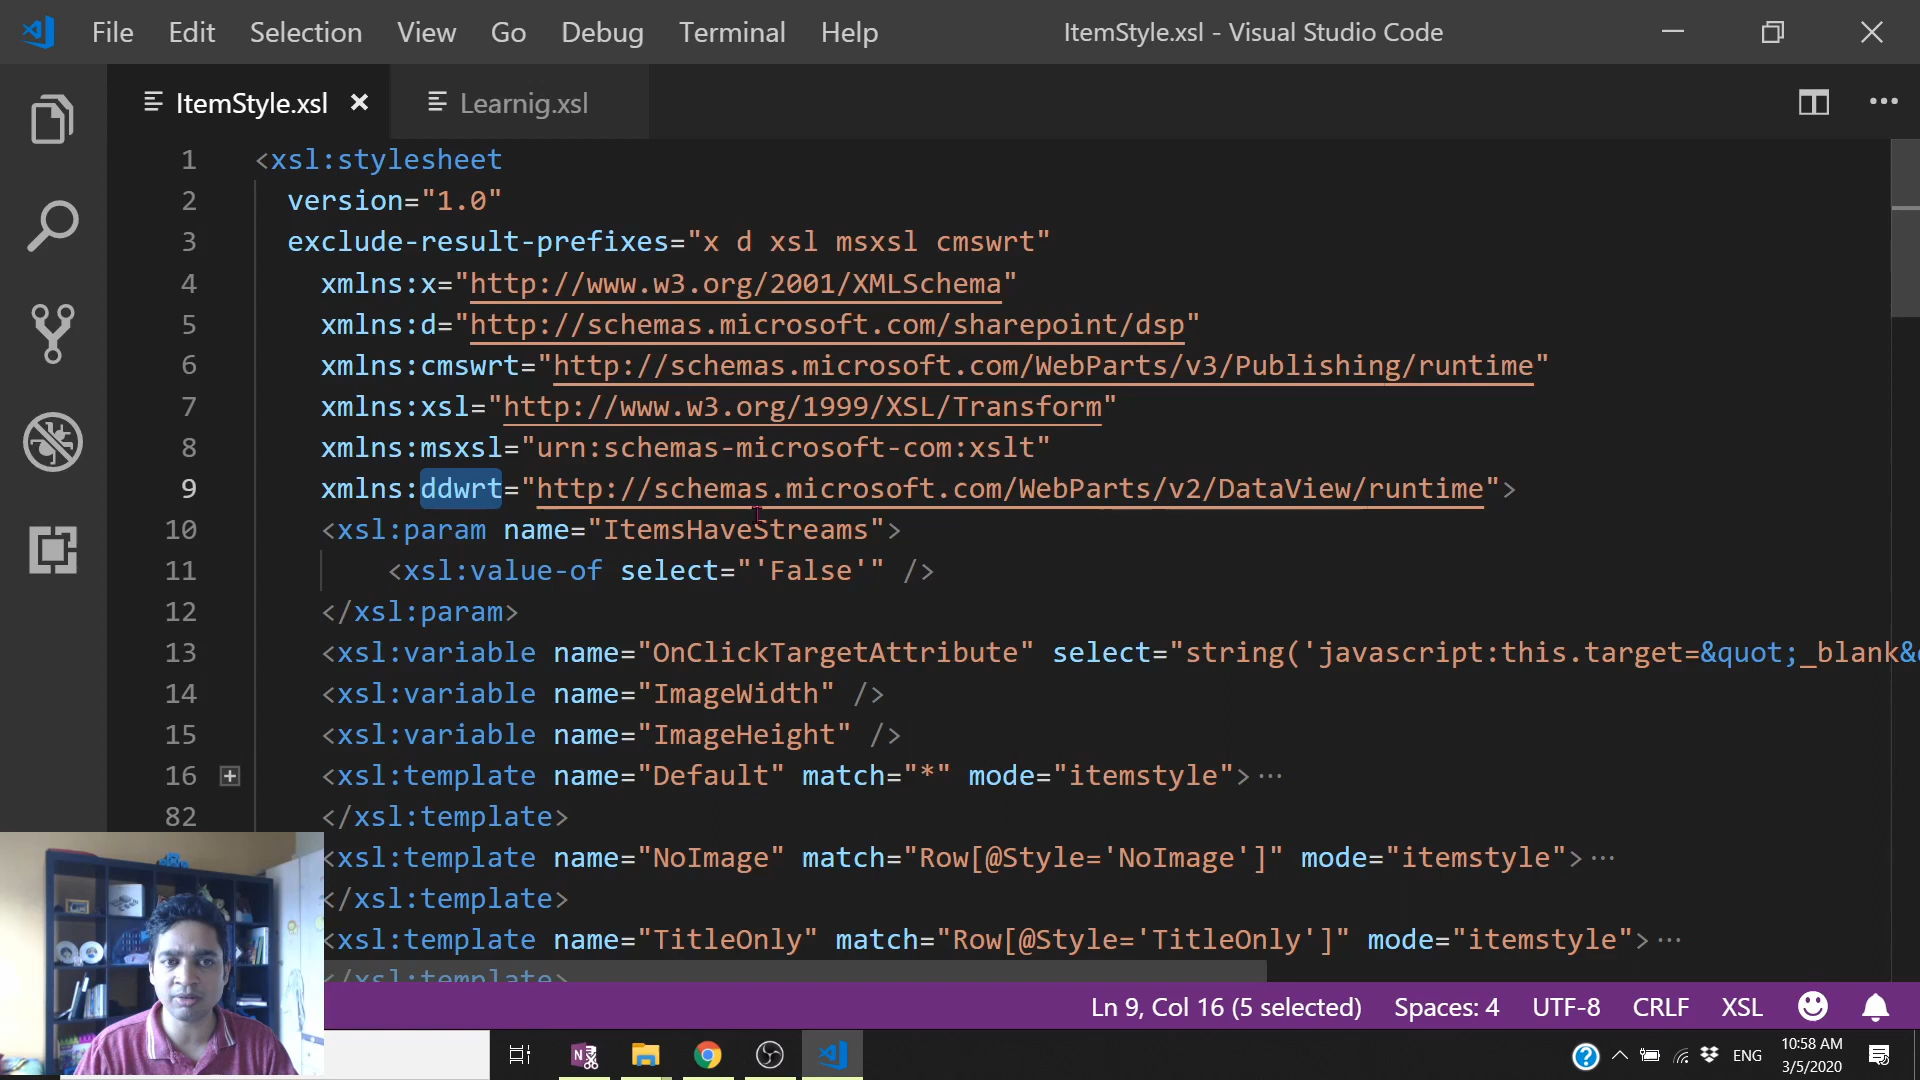 File Edit Selection View Go Debug Terminal Help ItemStyle.xsl - Visual Studio Code
ItemStyle.xsl Learnig.xsl
1 <xsl:stylesheet
2 version="1.0"
3 exclude-result-prefixes="x d xsl msxsl cmswrt"
4 xmlns:x="http://www.w3.org/2001/XMLSchema"
5 xmlns:d="http://schemas.microsoft.com/sharepoint/dsp"
6 xmlns:cmswrt="http://schemas.microsoft.com/WebParts/v3/Publishing/runtime"
7 xmlns:xsl="http://www.w3.org/1999/XSL/Transform"
8 xmlns:msxsl="urn:schemas-microsoft-com:xslt"
9 xmlns:ddwrt="http://schemas.microsoft.com/WebParts/v2/DataView/runtime">
10 <xsl:param name="ItemsHaveStreams">
11 <xsl:value-of select="'False'" />
12 </xsl:param>
13 <xsl:variable name="OnClickTargetAttribute" select="string('javascript:this.target=&quot;_blank&
14 <xsl:variable name="ImageWidth" />
15 <xsl:variable name="ImageHeight" />
16 <xsl:template name="Default" match="*" mode="itemstyle">…
82 </xsl:template>
<xsl:template name="NoImage" match="Row[@Style='NoImage']" mode="itemstyle">…
</xsl:template>
<xsl:template name="TitleOnly" match="Row[@Style='TitleOnly']" mode="itemstyle">…
</xsl:template>
Ln 9, Col 16 (5 selected) Spaces: 4 UTF-8 CRLF XSL
ENG 10:58 AM
3/5/2020